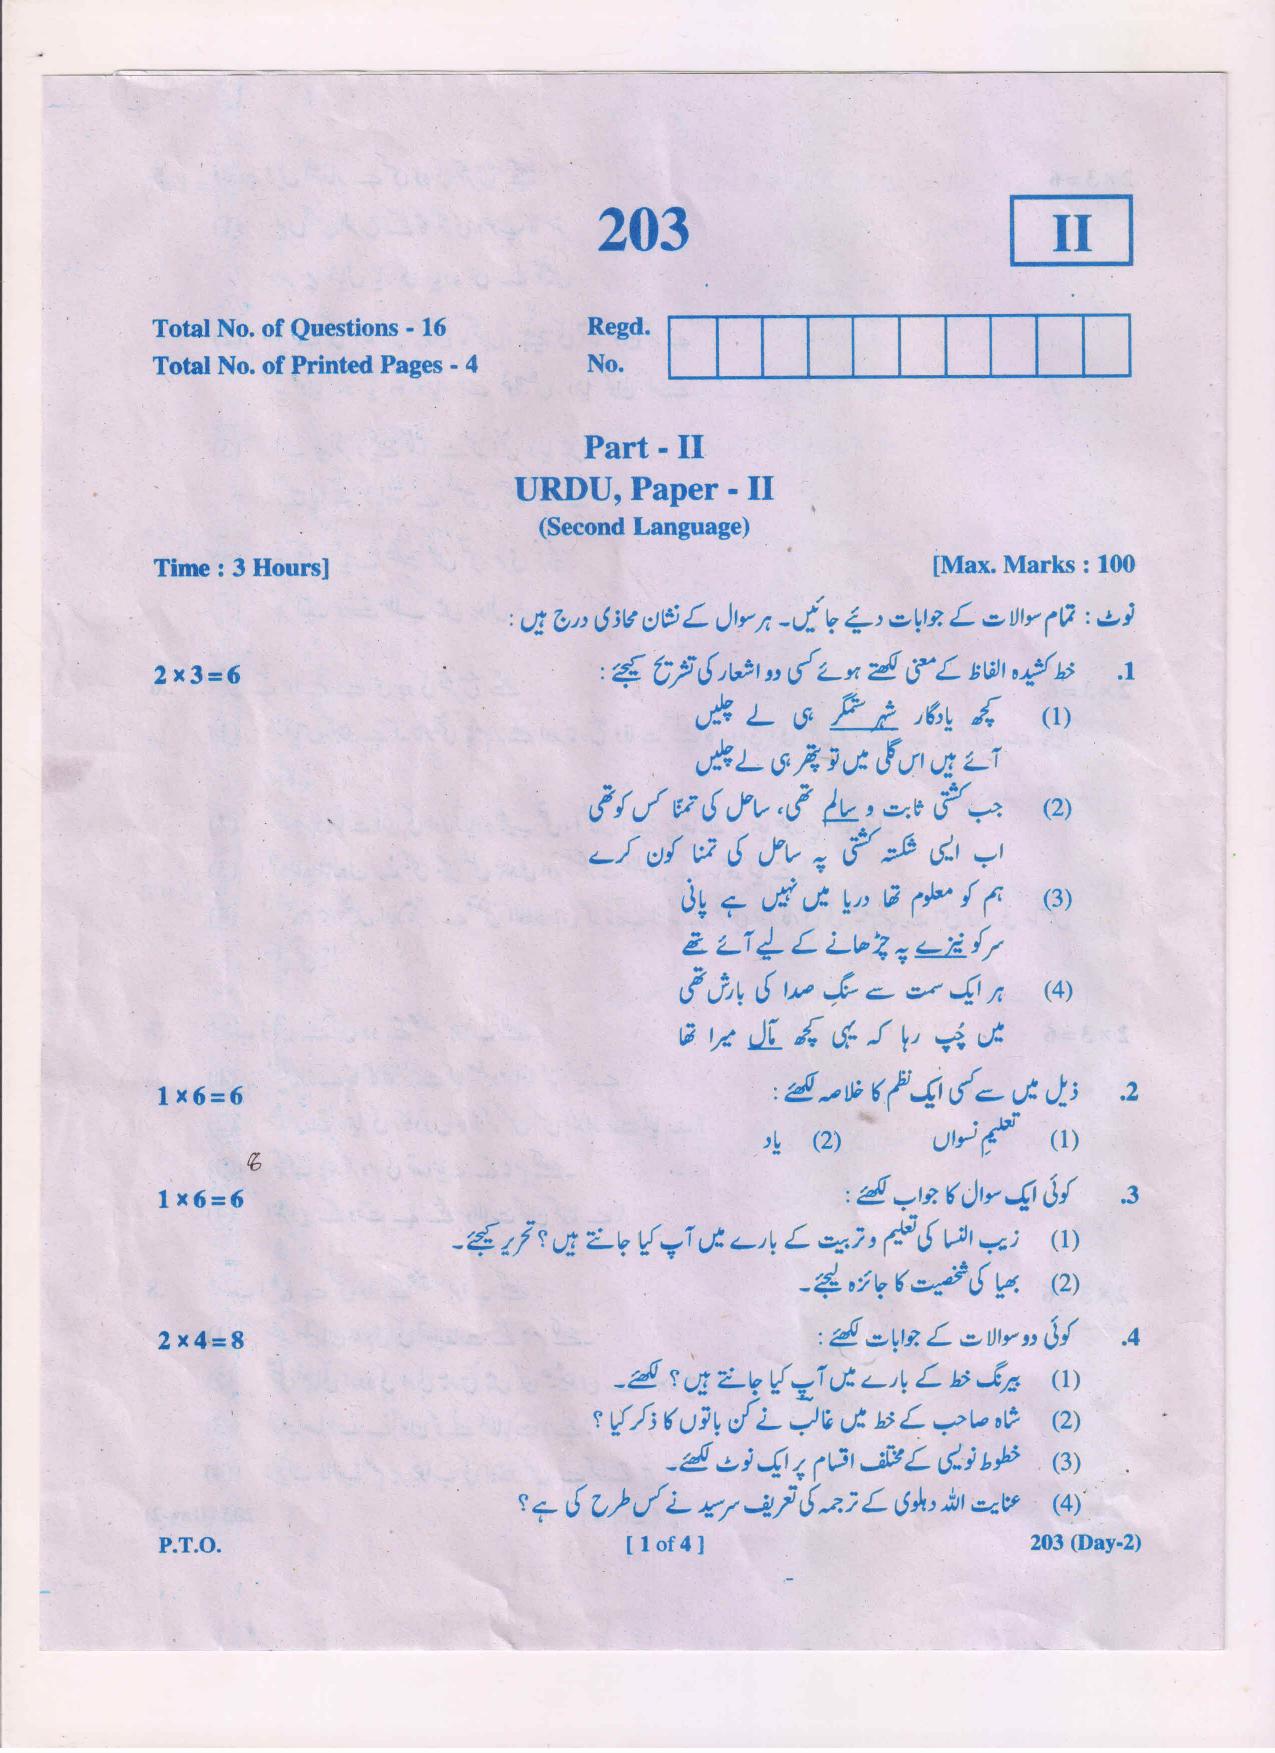 203
II
Total No. of Questions - 16
Total No. of Printed Pages - 4
Regd.
No.
Part - II
URDU, Paper - II
(Second Language)
Time : 3 Hours] [Max. Marks : 100
نوٹ : تمام سوالات کے جوابات دیئے جائیں۔ ہر سوال کے نشان محاذی درج ہیں :
1. خط کشیدہ الفاظ کے معنی لکھتے ہوئے کسی دو اشعار کی تشریح کیجئے : 2 × 3 = 6
(1) کچھ یادگار شہر ستمگر ہی لے چلیں
آئے ہیں اس گلی میں تو پتھر ہی لے چلیں
(2) جب کشتی ثابت و سالم تھی، ساحل کی تمنّا کس کو تھی
اب ایسی شکستہ کشتی پہ ساحل کی تمنا کون کرے
(3) ہم کو معلوم تھا دریا میں نہیں ہے پانی
سر کو نیزے پہ چڑھانے کے لیے آئے تھے
(4) ہر ایک سمت سے سنگِ صدا کی بارش تھی
میں چُپ رہا کہ یہی کچھ مآل میرا تھا
2. ذیل میں سے کسی ایک نظم کا خلاصہ لکھئے : 1 × 6 = 6
(1) تعلیمِ نسواں (2) یاد
8
3. کوئی ایک سوال کا جواب لکھئے : 1 × 6 = 6
(1) زیب النسا کی تعلیم و تربیت کے بارے میں آپ کیا جانتے ہیں؟ تحریر کیجئے۔
(2) بھیا کی شخصیت کا جائزہ لیجئے۔
4. کوئی دو سوالات کے جوابات لکھئے : 2 × 4 = 8
(1) بیرنگ خط کے بارے میں آپ کیا جانتے ہیں؟ لکھئے۔
(2) شاہ صاحب کے خط میں غالب نے کن باتوں کا ذکر کیا؟
(3) خطوط نویسی کے مختلف اقسام پر ایک نوٹ لکھئے۔
(4) عنایت اللہ دہلوی کے ترجمہ کی تعریف سرسید نے کس طرح کی ہے؟
P.T.O. [ 1 of 4 ] 203 (Day-2)